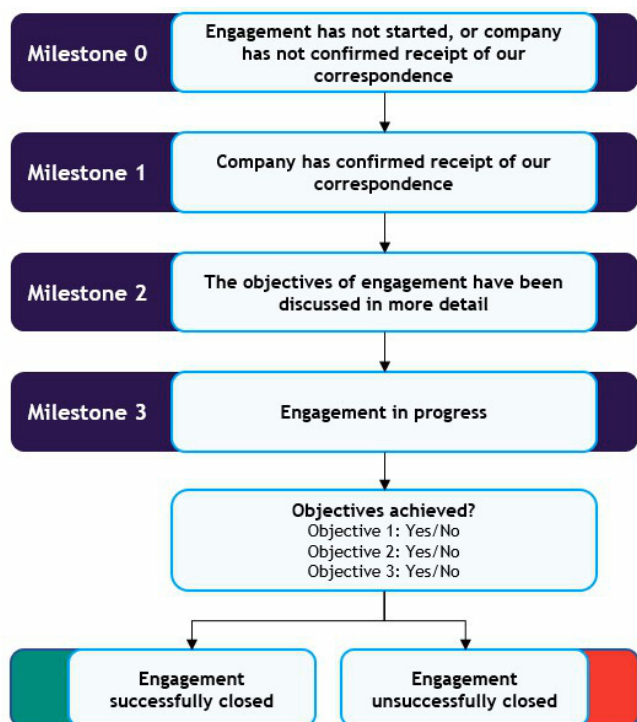 Milestone 0
Engagement has not started, or company
has not confirmed receipt of our
correspondence
Milestone 1
Company has confirmed receipt of our
correspondence
Milestone 2
The objectives of engagement have been
discussed in more detail
Milestone 3
Engagement in progress
Objectives achieved?
Objective 1: Yes/No
Objective 2: Yes/No
Objective 3: Yes/No
Engagement
successfully closed
Engagement
unsuccessfully closed